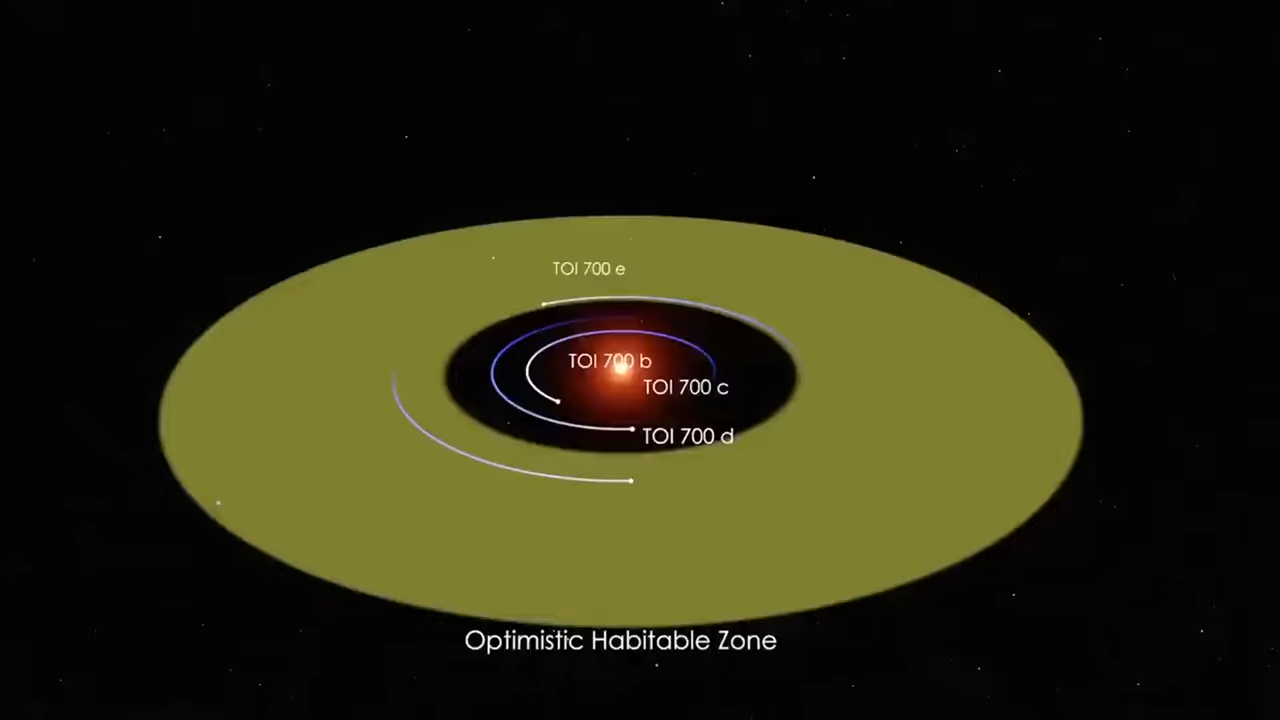 TOI 700 e
TOI 700 b
TOI 700 c
TOI 700 d
Optimistic Habitable Zone